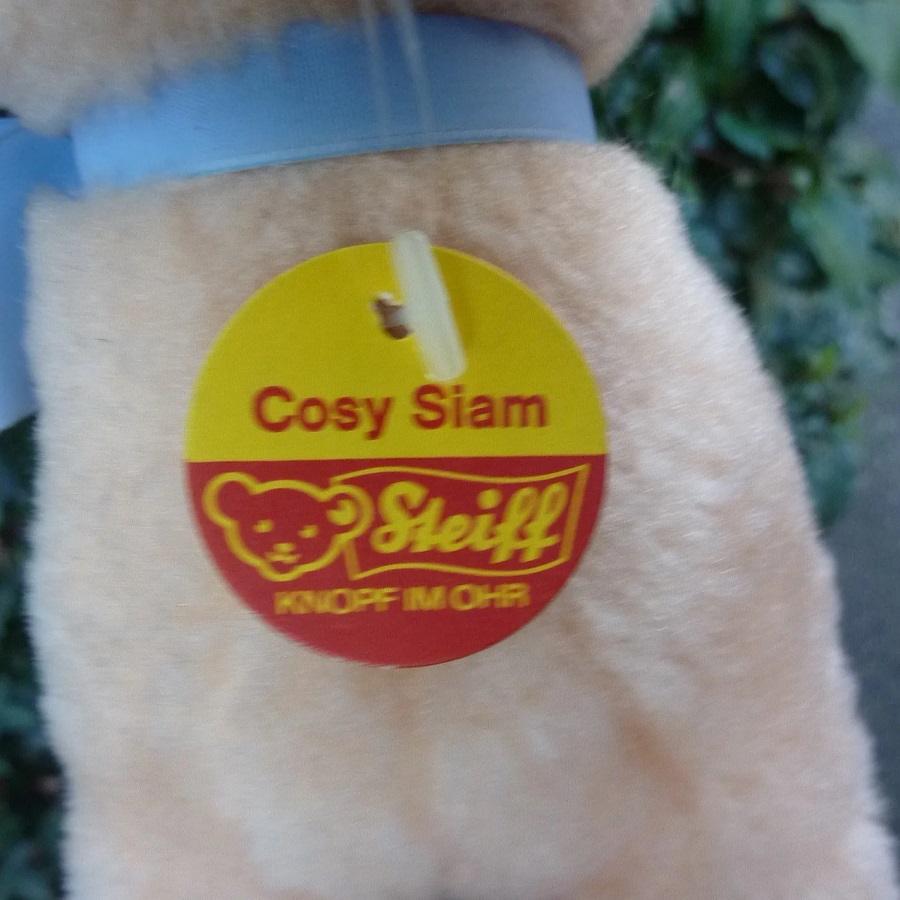 Cosy Siam
Steiff
KNOPF IM OHR